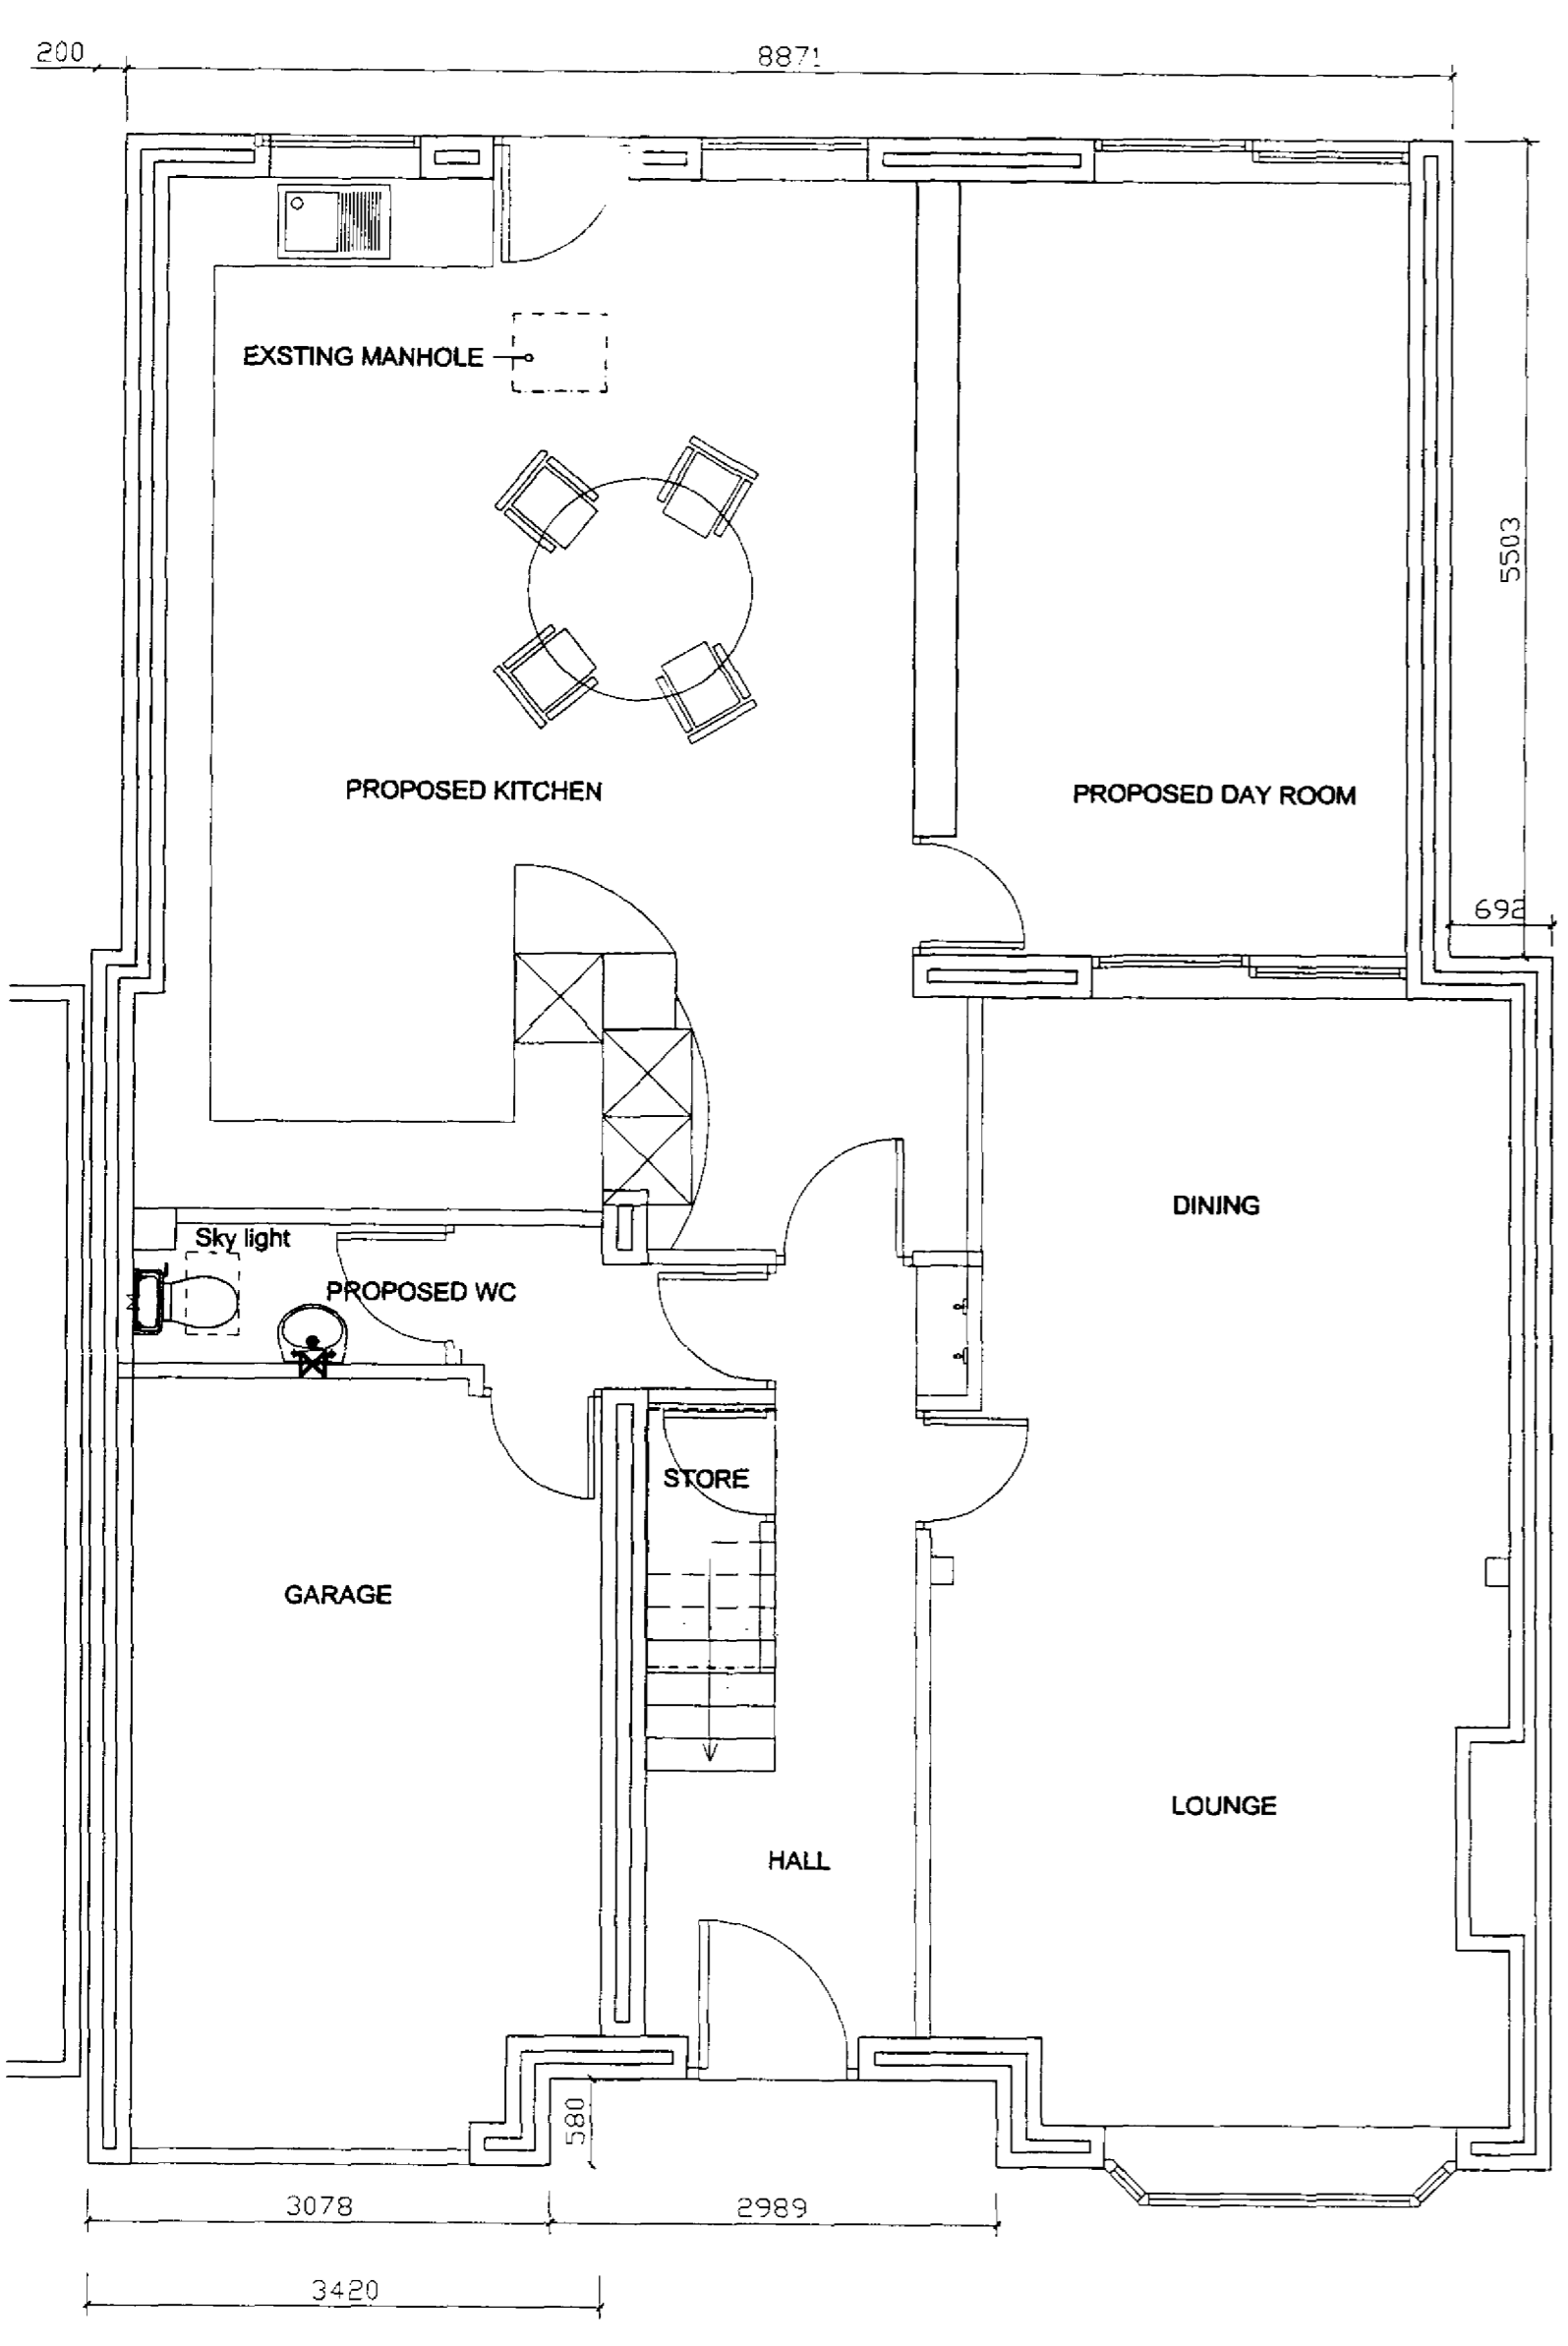 200
8871
EXSTING MANHOLE
5503
PROPOSED KITCHEN
PROPOSED DAY ROOM
692
DINING
Sky light
PROPOSED WC
STORE
GARAGE
LOUNGE
HALL
580
3078
2989
3420